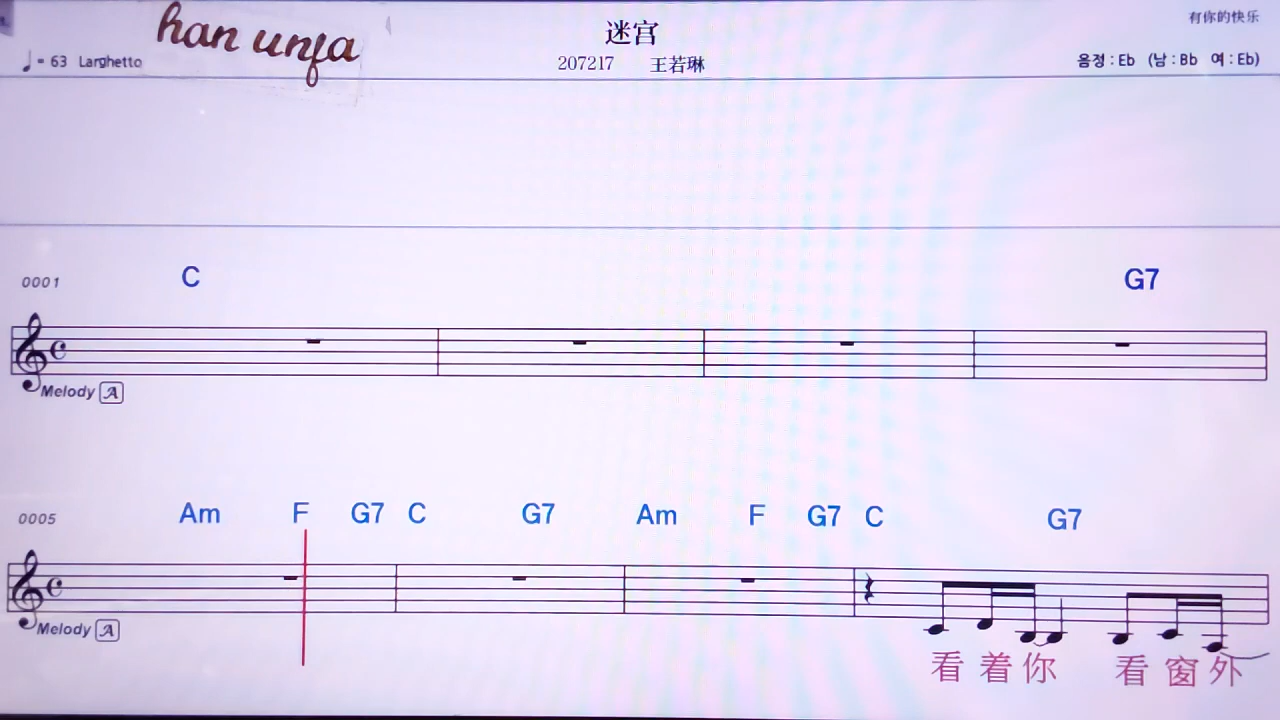 han unfa
迷宫
有你的快乐
♩= 63 Larghetto
207217 王若琳
음정 : Eb (남 : Bb 여 : Eb)
0001 C G7
Melody A
0005 Am F G7 C G7 Am F G7 C G7
Melody A
看 着 你 看 窗 外